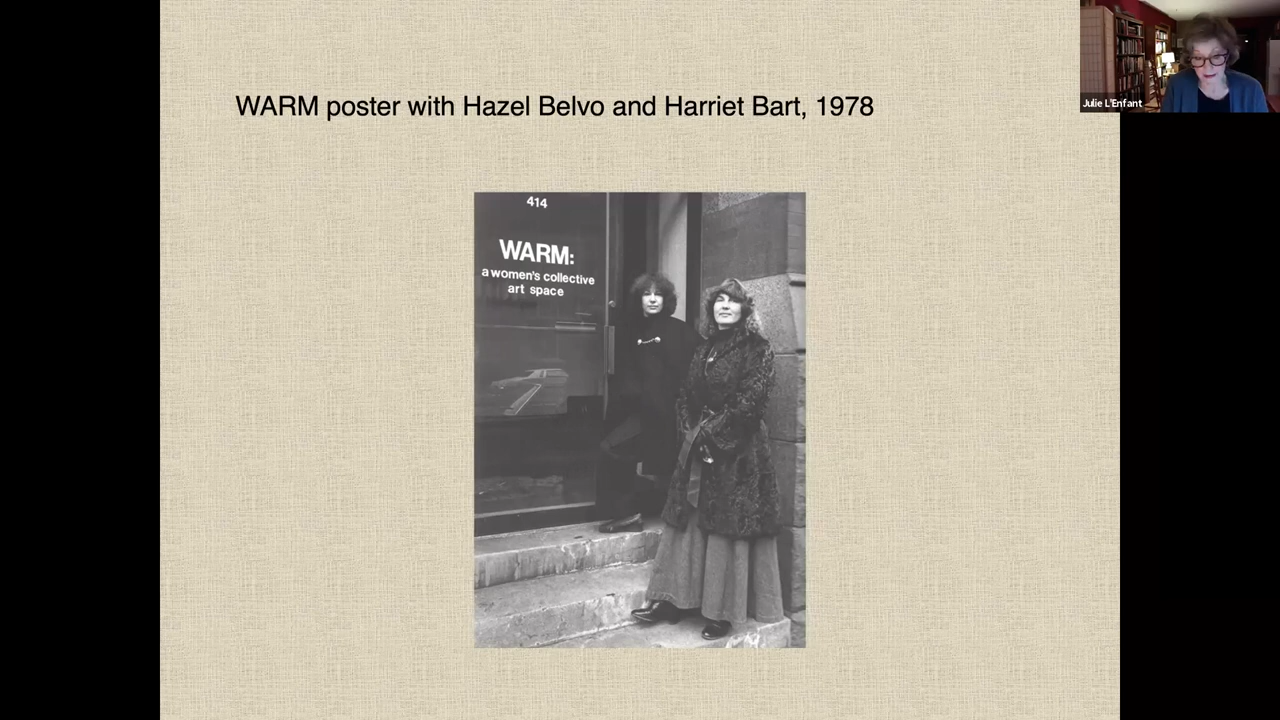 WARM poster with Hazel Belvo and Harriet Bart, 1978
Julie L'Enfant
414
WARM:
a women's collective
art space